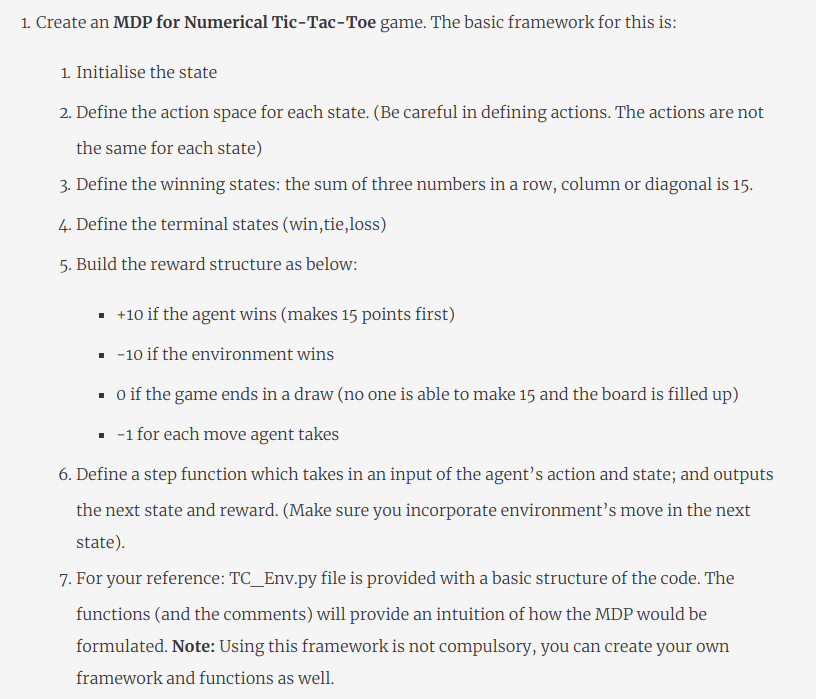 1. Create an MDP for Numerical Tic-Tac-Toe game. The basic framework for this is:
1. Initialise the state
2. Define the action space for each state. (Be careful in defining actions. The actions are not
the same for each state)
3. Define the winning states: the sum of three numbers in a row, column or diagonal is 15.
4. Define the terminal states (win,tie,loss)
5. Build the reward structure as below:
▪ +10 if the agent wins (makes 15 points first)
▪ -10 if the environment wins
▪ 0 if the game ends in a draw (no one is able to make 15 and the board is filled up)
▪ -1 for each move agent takes
6. Define a step function which takes in an input of the agent’s action and state; and outputs
the next state and reward. (Make sure you incorporate environment’s move in the next
state).
7. For your reference: TC_Env.py file is provided with a basic structure of the code. The
functions (and the comments) will provide an intuition of how the MDP would be
formulated. Note: Using this framework is not compulsory, you can create your own
framework and functions as well.